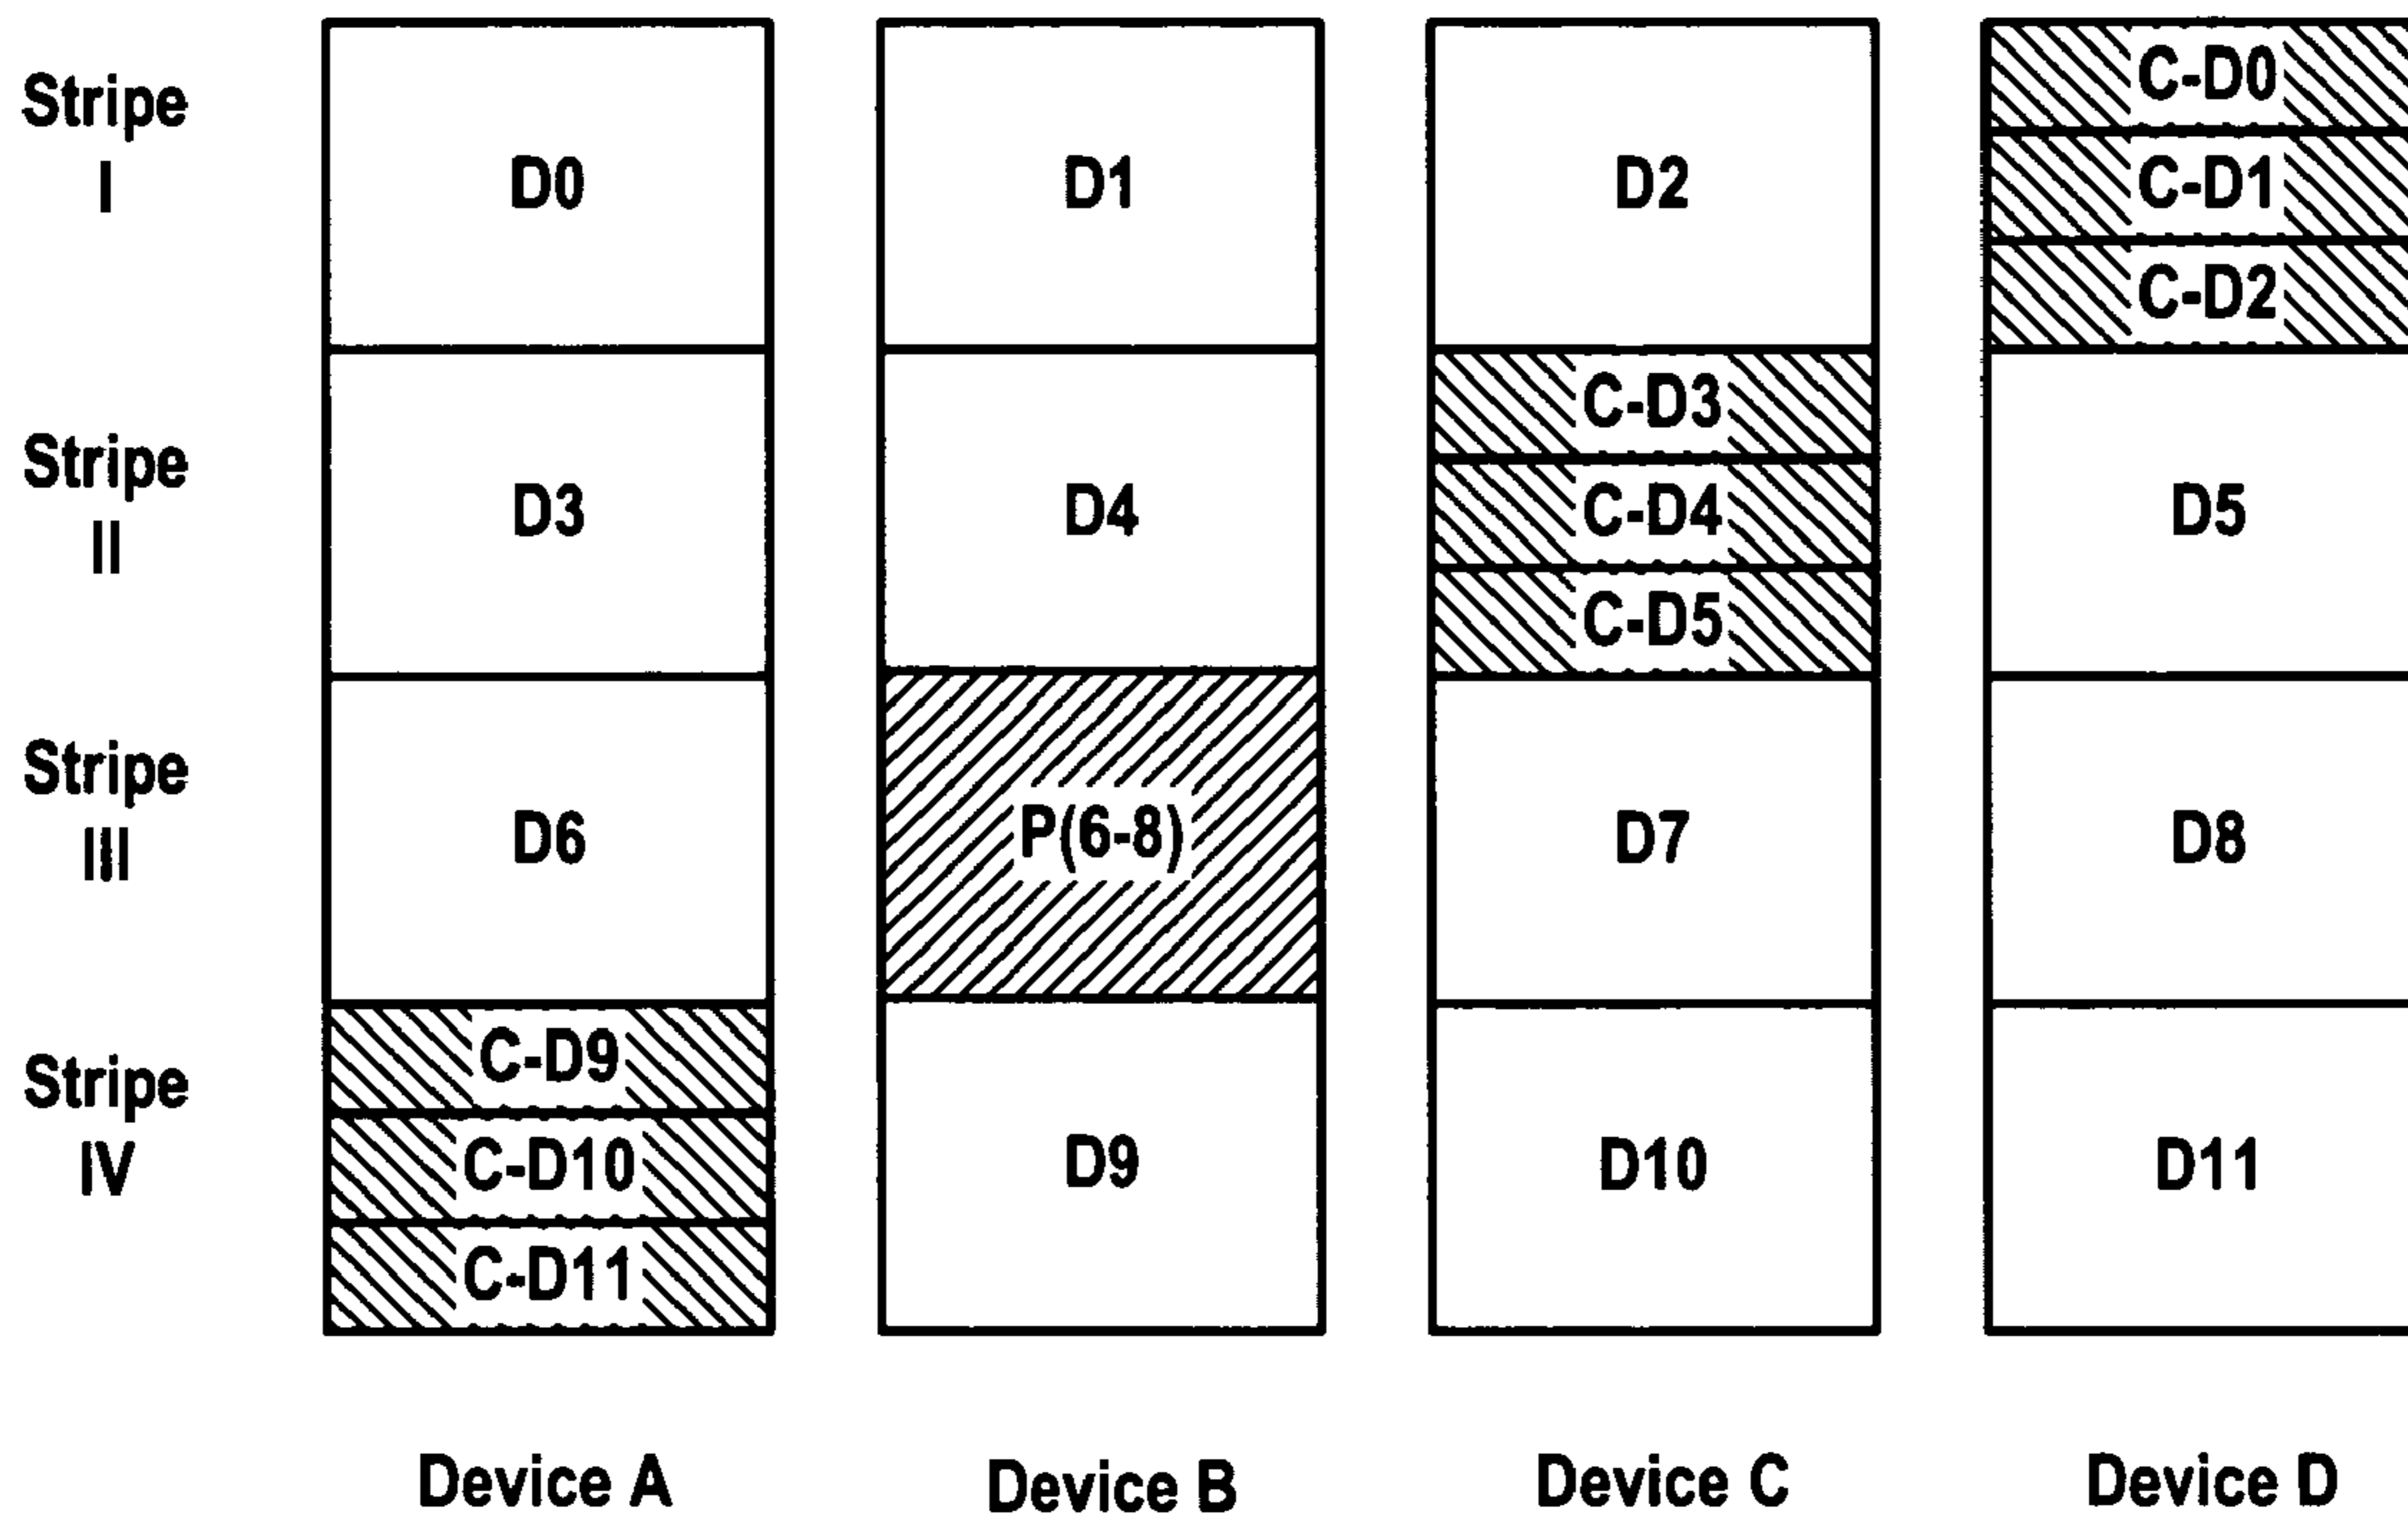 Stripe
I
D0
D1
D2
C-D0
C-D1
C-D2
Stripe
II
D3
D4
C-D3
C-D4
C-D5
D5
Stripe
III
D6
P(6-8)
D7
D8
Stripe
IV
C-D9
C-D10
C-D11
D9
D10
D11
Device A
Device B
Device C
Device D